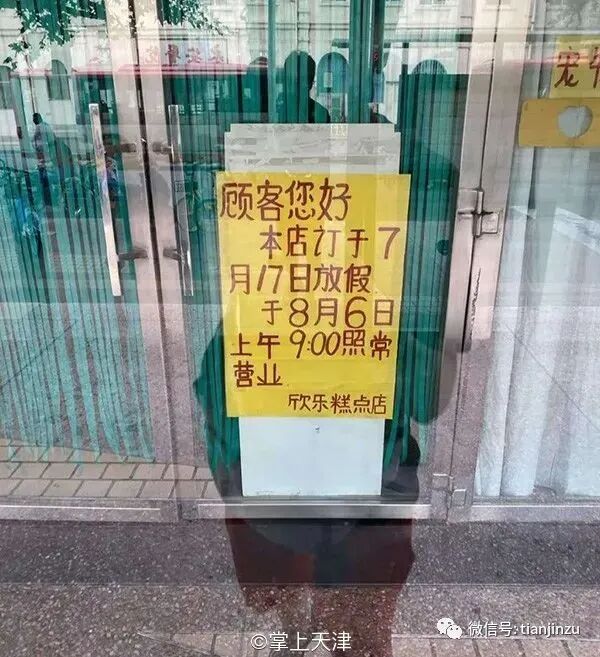 顾客您好
本店订于7
月17日放假
于8月6日
上午9:00照常
营业
欣乐糕点店
©掌上天津
微信号:tianjinzu